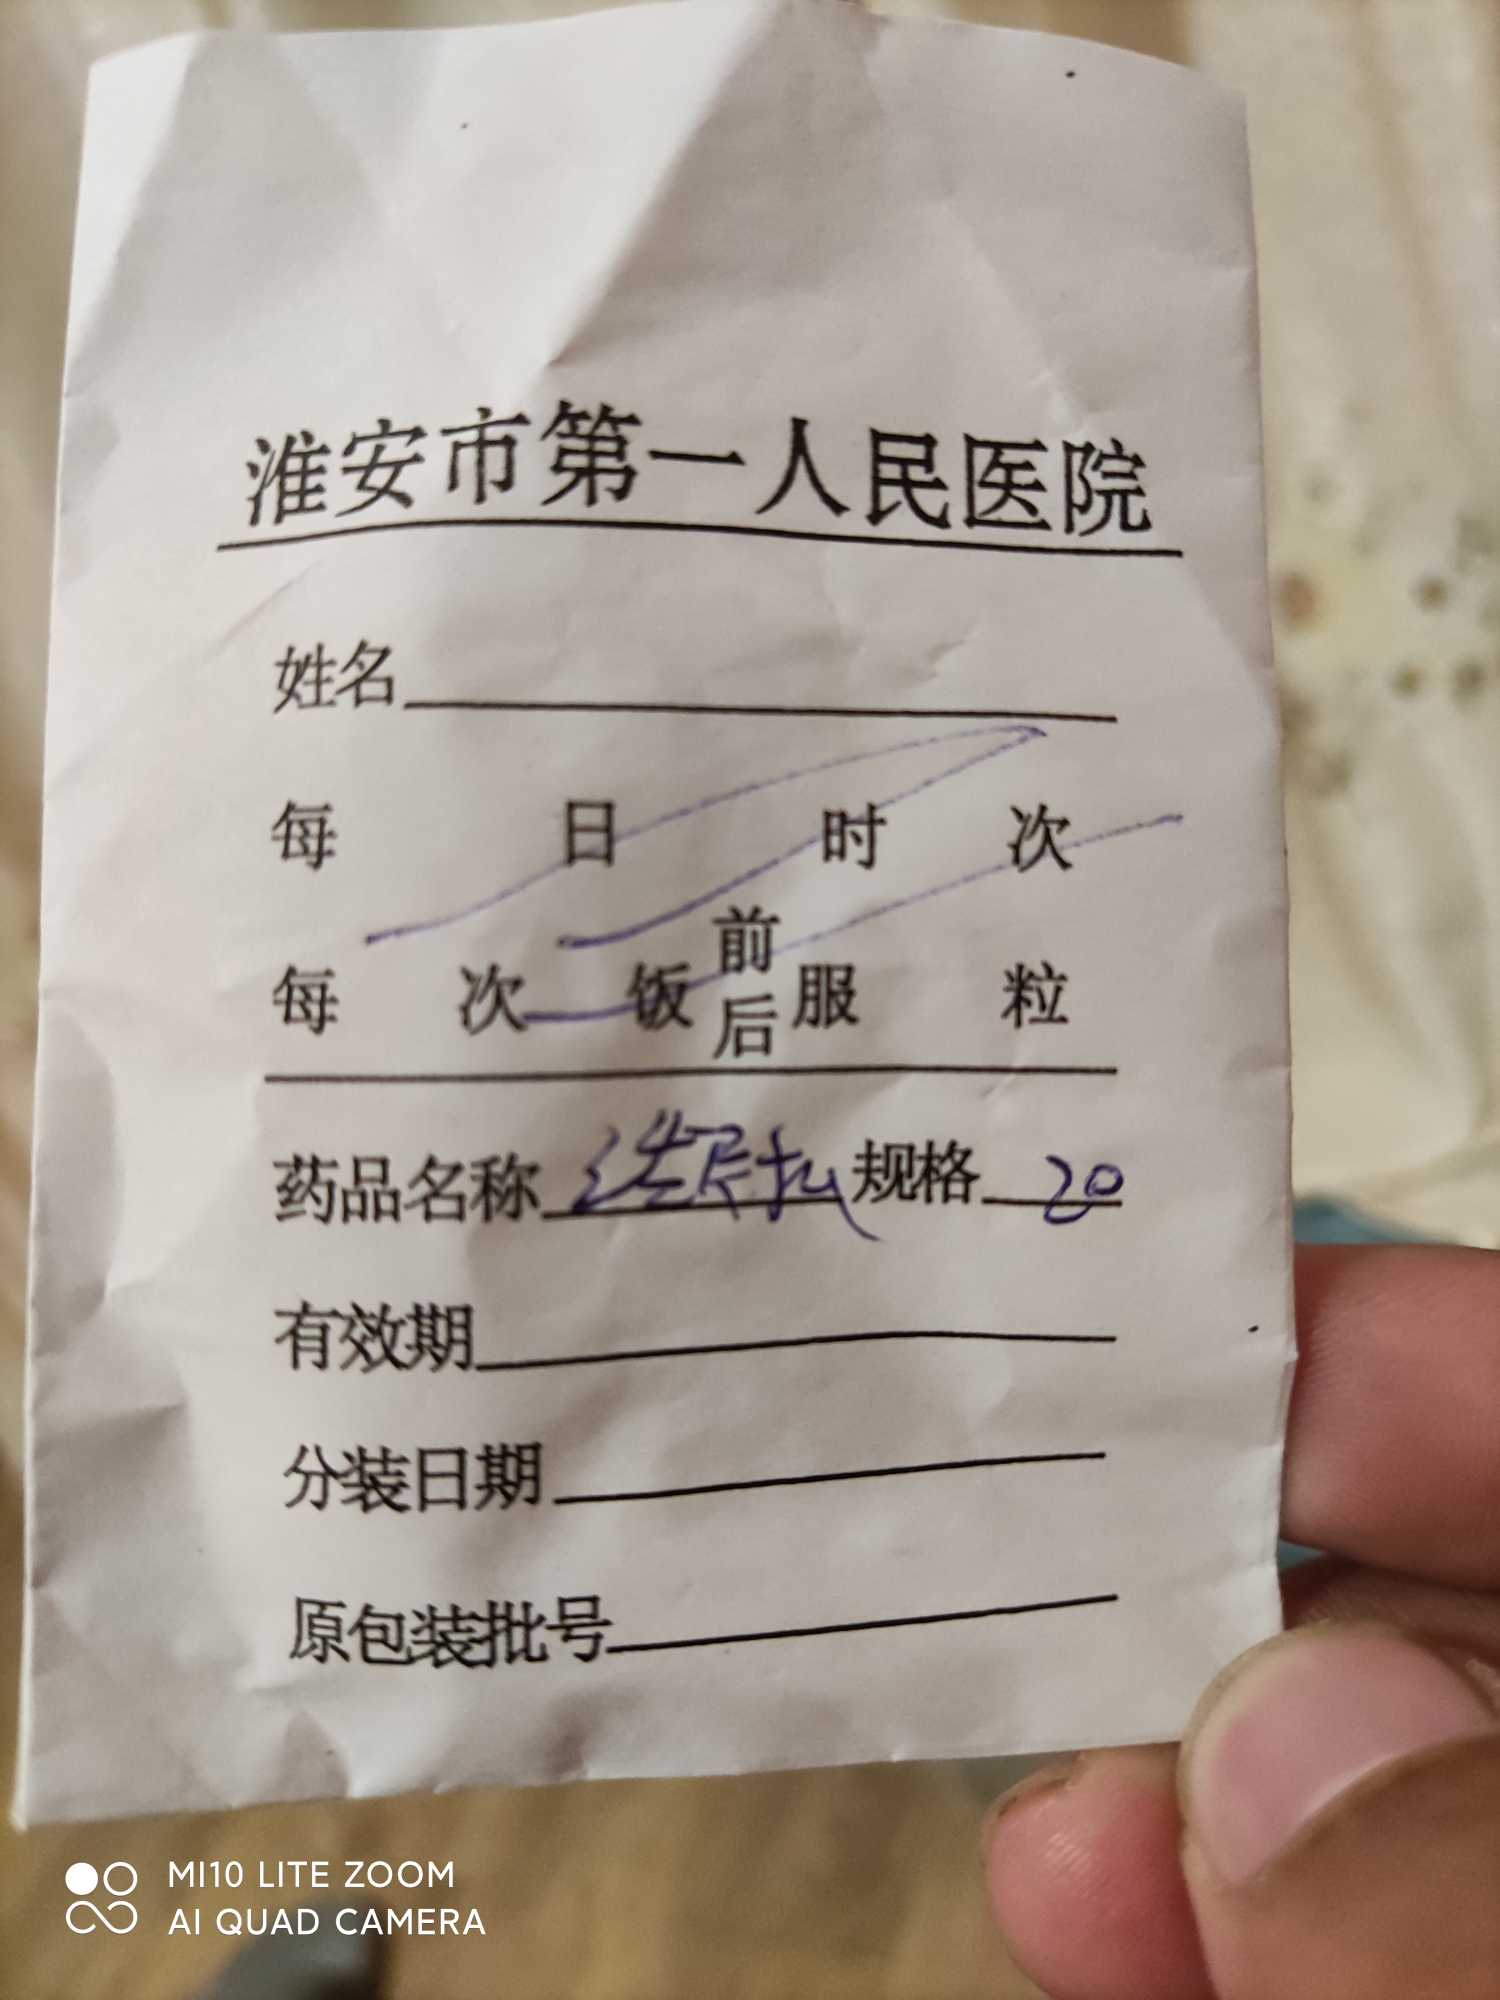 淮安市第一人民医院
姓名
每 日 时 次
每 次 饭 前 后 服 粒
药品名称 规格 20
有效期
分装日期
原包装批号
MI10 LITE ZOOM
AI QUAD CAMERA